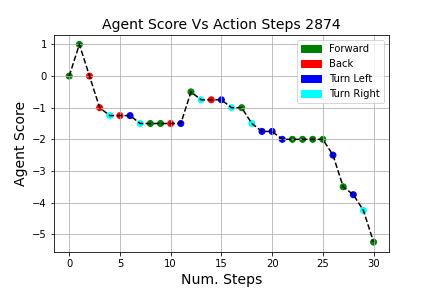 Agent Score Vs Action Steps 2874
Agent Score
1
0
−1
−2
−3
−4
−5
Forward
Back
Turn Left
Turn Right
0 5 10 15 20 25 30
Num. Steps